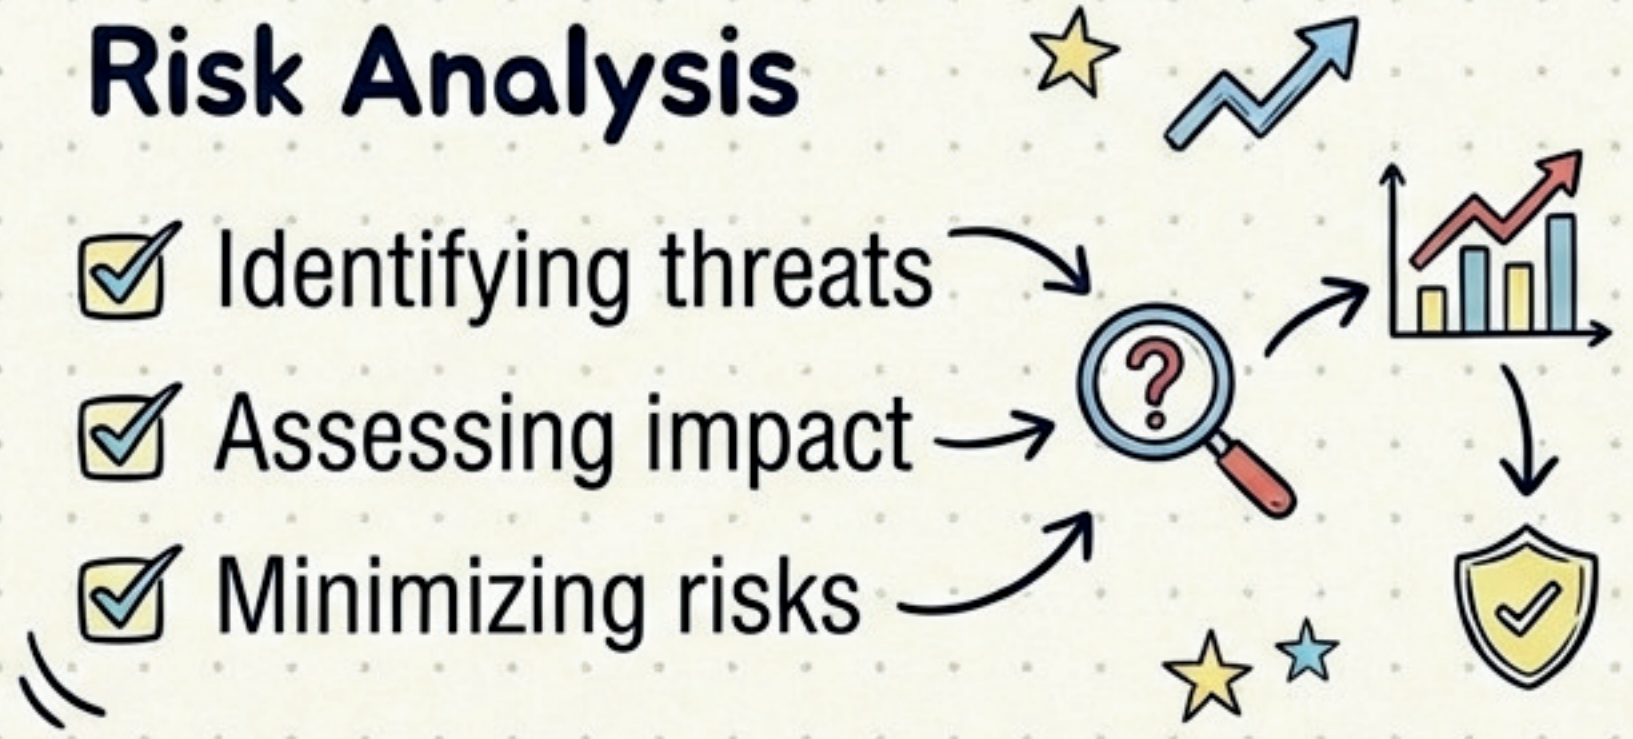 Risk Analysis
Identifying threats
Assessing impact
Minimizing risks
?